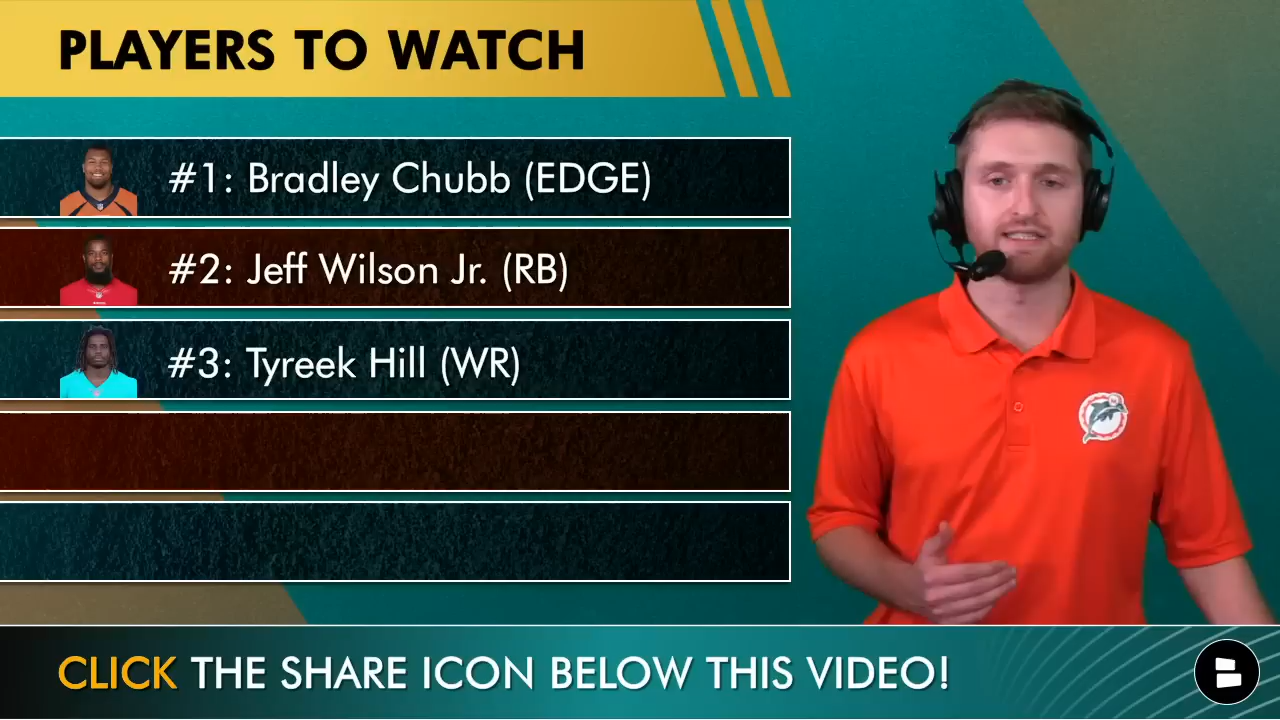 PLAYERS TO WATCH
#1: Bradley Chubb (EDGE)
#2: Jeff Wilson Jr. (RB)
#3: Tyreek Hill (WR)
CLICK THE SHARE ICON BELOW THIS VIDEO!